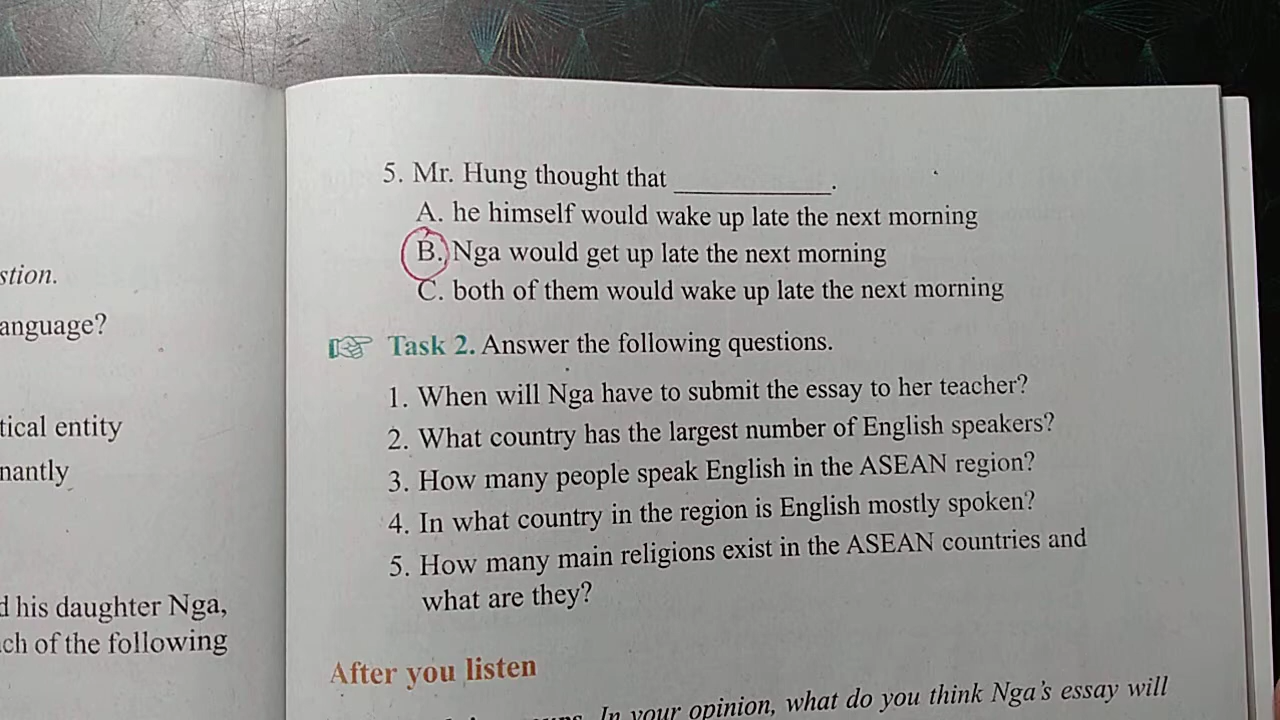 stion.
anguage?
tical entity
nantly
d his daughter Nga,
ch of the following
5. Mr. Hung thought that ___________.
A. he himself would wake up late the next morning
B. Nga would get up late the next morning
C. both of them would wake up late the next morning
Task 2. Answer the following questions.
1. When will Nga have to submit the essay to her teacher?
2. What country has the largest number of English speakers?
3. How many people speak English in the ASEAN region?
4. In what country in the region is English mostly spoken?
5. How many main religions exist in the ASEAN countries and
what are they?
After you listen
In your opinion, what do you think Nga's essay will